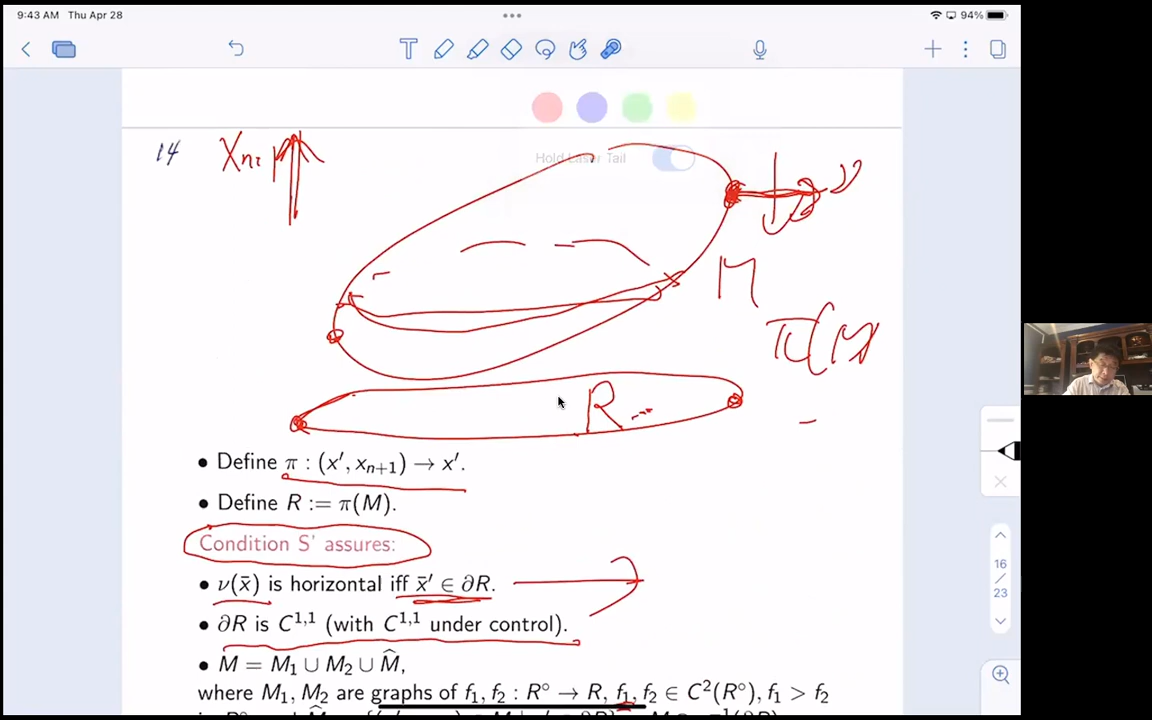 9:43 AM Thu Apr 28
94%
T
Hold Laser Tail
14
ν
M
π(M)
R
• Define π : (x′, xₙ₊₁) → x′.
• Define R := π(M).
Condition S' assures:
• ν(x̄) is horizontal iff x̄′ ∈ ∂R.
• ∂R is C¹,¹ (with C¹,¹ under control).
• M = M₁ ∪ M₂ ∪ M̂,
where M₁, M₂ are graphs of f₁, f₂ : R° → R, f₁, f₂ ∈ C²(R°), f₁ > f₂
16
/
23